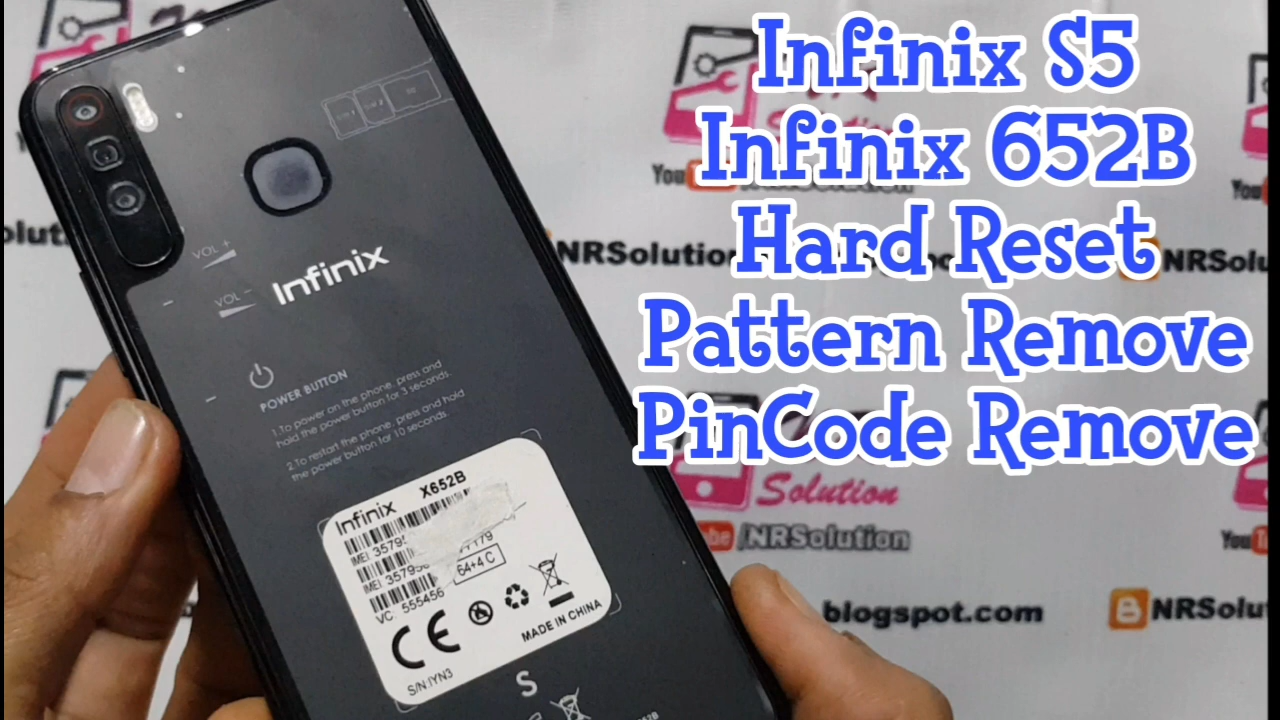 Infinix S5
Infinix 652B
Hard Reset
Pattern Remove
PinCode Remove
VOL +
VOL -
Infinix
POWER BUTTON
1.To power on the phone, press and
hold the power button for 3 seconds.
2.To restart the phone, press and hold
the power button for 10 seconds.
Infinix X652B
IMEI 3579
IMEI 35795
64+4 C
VC: 555456
CE
MADE IN CHINA
S/N:IYN3
S
NRSolution
NRSolu
Solution
/NRSolution
blogspot.com
NRSolut